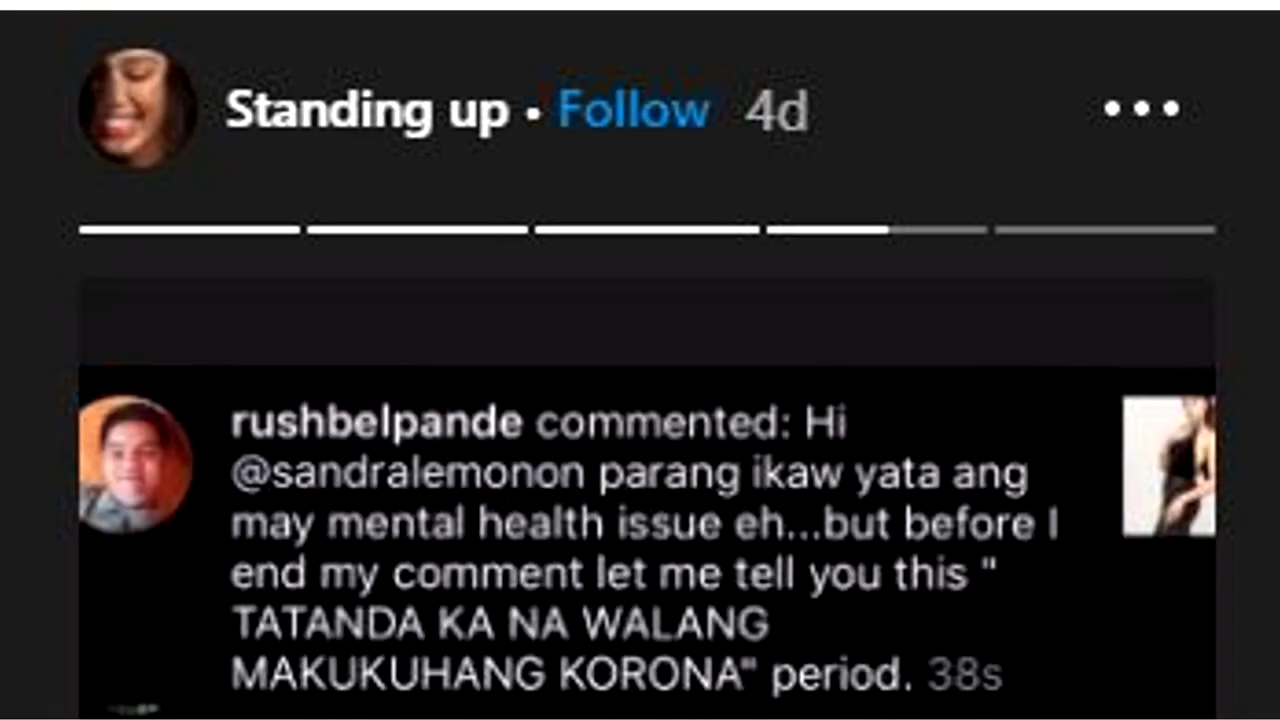 Standing up • Follow 4d
rushbelpande commented: Hi
@sandralemonon parang ikaw yata ang
may mental health issue eh...but before I
end my comment let me tell you this "
TATANDA KA NA WALANG
MAKUKUHANG KORONA" period. 38s